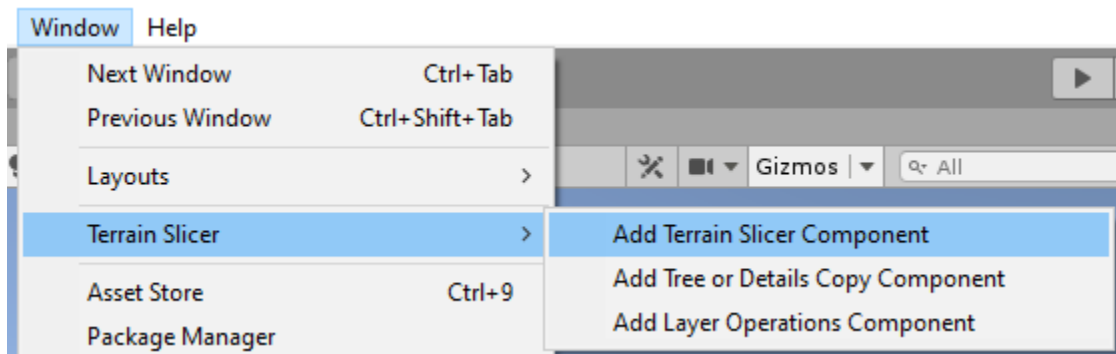 Window Help
Next Window Ctrl+Tab
Previous Window Ctrl+Shift+Tab
Layouts
Gizmos
All
Terrain Slicer
Add Terrain Slicer Component
Add Tree or Details Copy Component
Add Layer Operations Component
Asset Store Ctrl+9
Package Manager